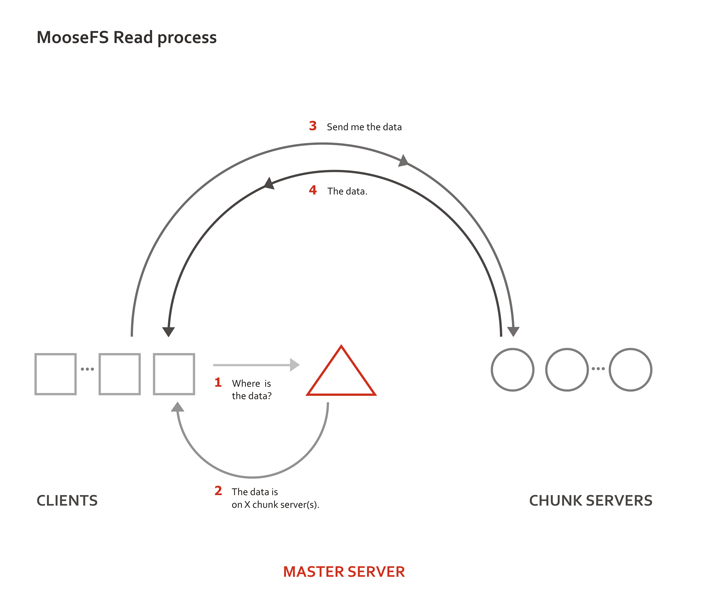 MooseFS Read process
3 Send me the data
4 The data.
1 Where is
the data?
2 The data is
on X chunk server(s).
CLIENTS
CHUNK SERVERS
MASTER SERVER